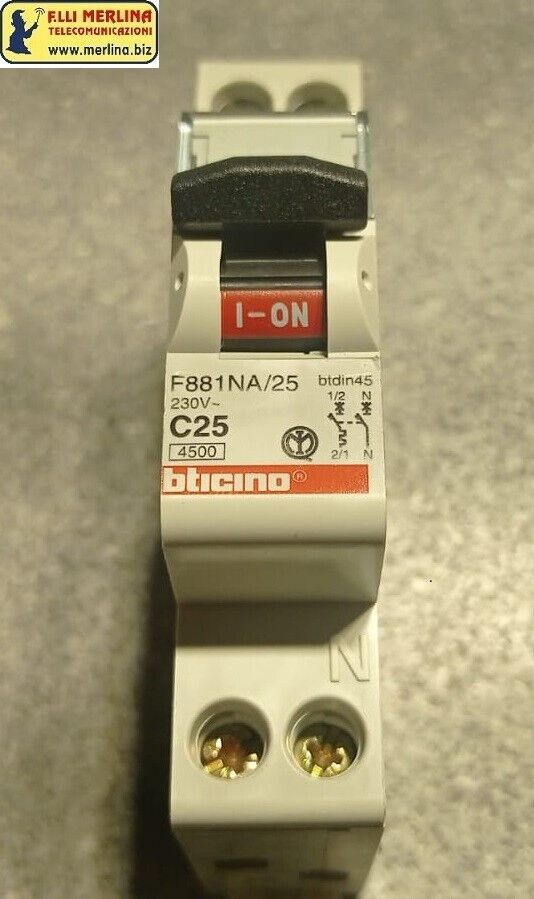 F.LLI MERLINA
TELECOMUNICAZIONI
www.merlina.biz
I-ON
F881NA/25 btdin45
230V~ 1/2 N
C25
4500
2/1 N
bticino®
N